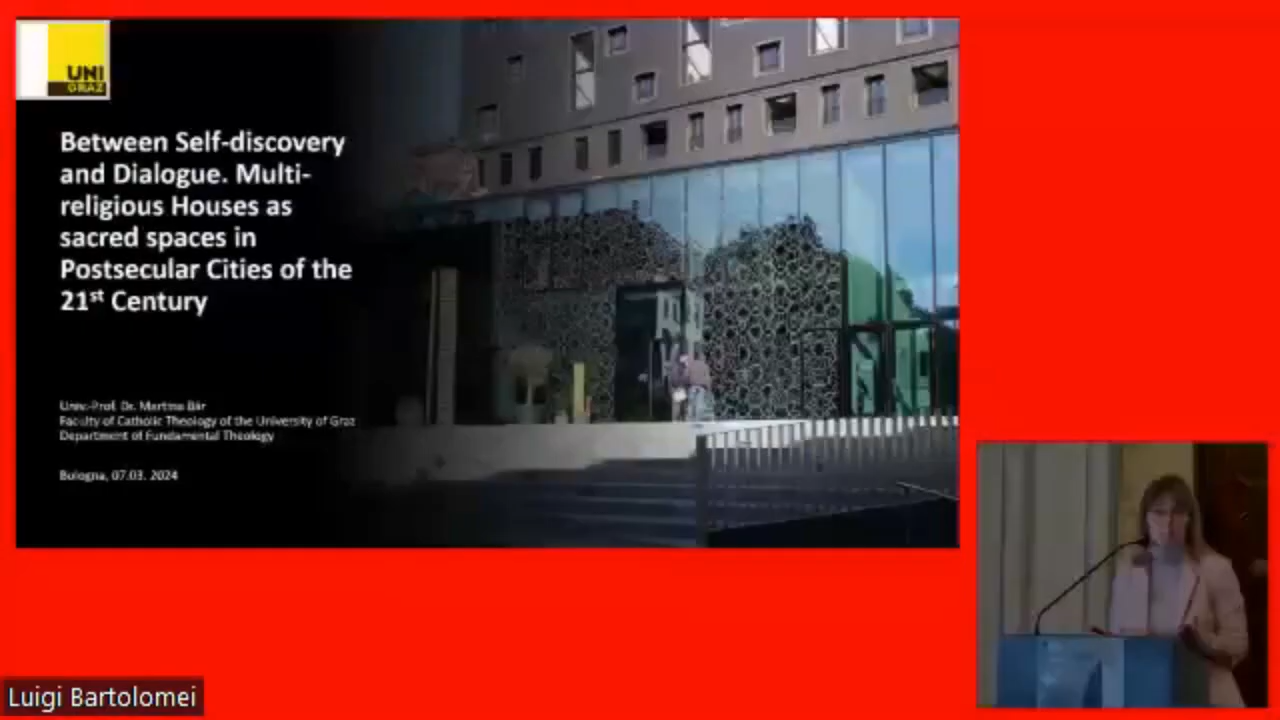 UNI
GRAZ
Between Self-discovery
and Dialogue. Multi-
religious Houses as
sacred spaces in
Postsecular Cities of the
21st Century
Univ.-Prof. Dr. Martina Bär
Faculty of Catholic Theology of the University of Graz
Department of Fundamental Theology
Bologna, 07.03. 2024
Luigi Bartolomei